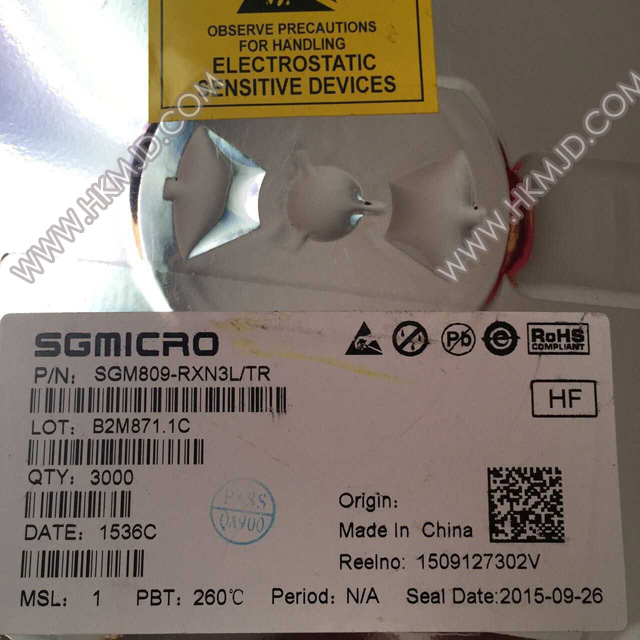 OBSERVE PRECAUTIONS
FOR HANDLING
ELECTROSTATIC
SENSITIVE DEVICES
WWW.HKMJD.COM
WWW.HKMJD.COM
SGMICRO
Pb
e
RoHS
COMPLIANT
P/N: SGM809-RXN3L/TR
HF
LOT: B2M871.1C
QTY: 3000
PASS
QA900
Origin:
DATE: 1536C
Made In China
Reelno: 1509127302V
MSL: 1 PBT: 260℃ Period: N/A Seal Date:2015-09-26